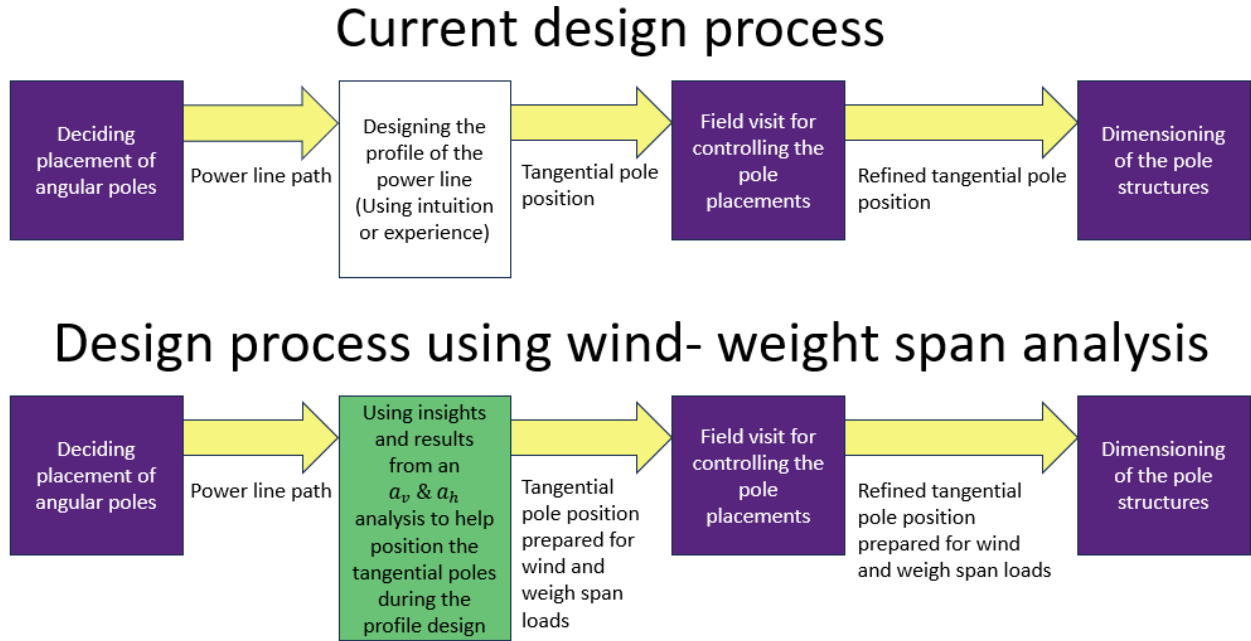 Current design process
Deciding
placement of
angular poles
Power line path
Designing the
profile of the
power line
(Using intuition
or experience)
Tangential pole
position
Field visit for
controlling the
pole
placements
Refined tangential pole
position
Dimensioning
of the pole
structures
Design process using wind- weight span analysis
Deciding
placement of
angular poles
Power line path
Using insights
and results
from an
a_v & a_h
analysis to help
position the
tangential poles
during the
profile design
Tangential
pole position
prepared for
wind and
weigh span
loads
Field visit for
controlling the
pole
placements
Refined tangential
pole position
prepared for wind
and weigh span loads
Dimensioning
of the pole
structures